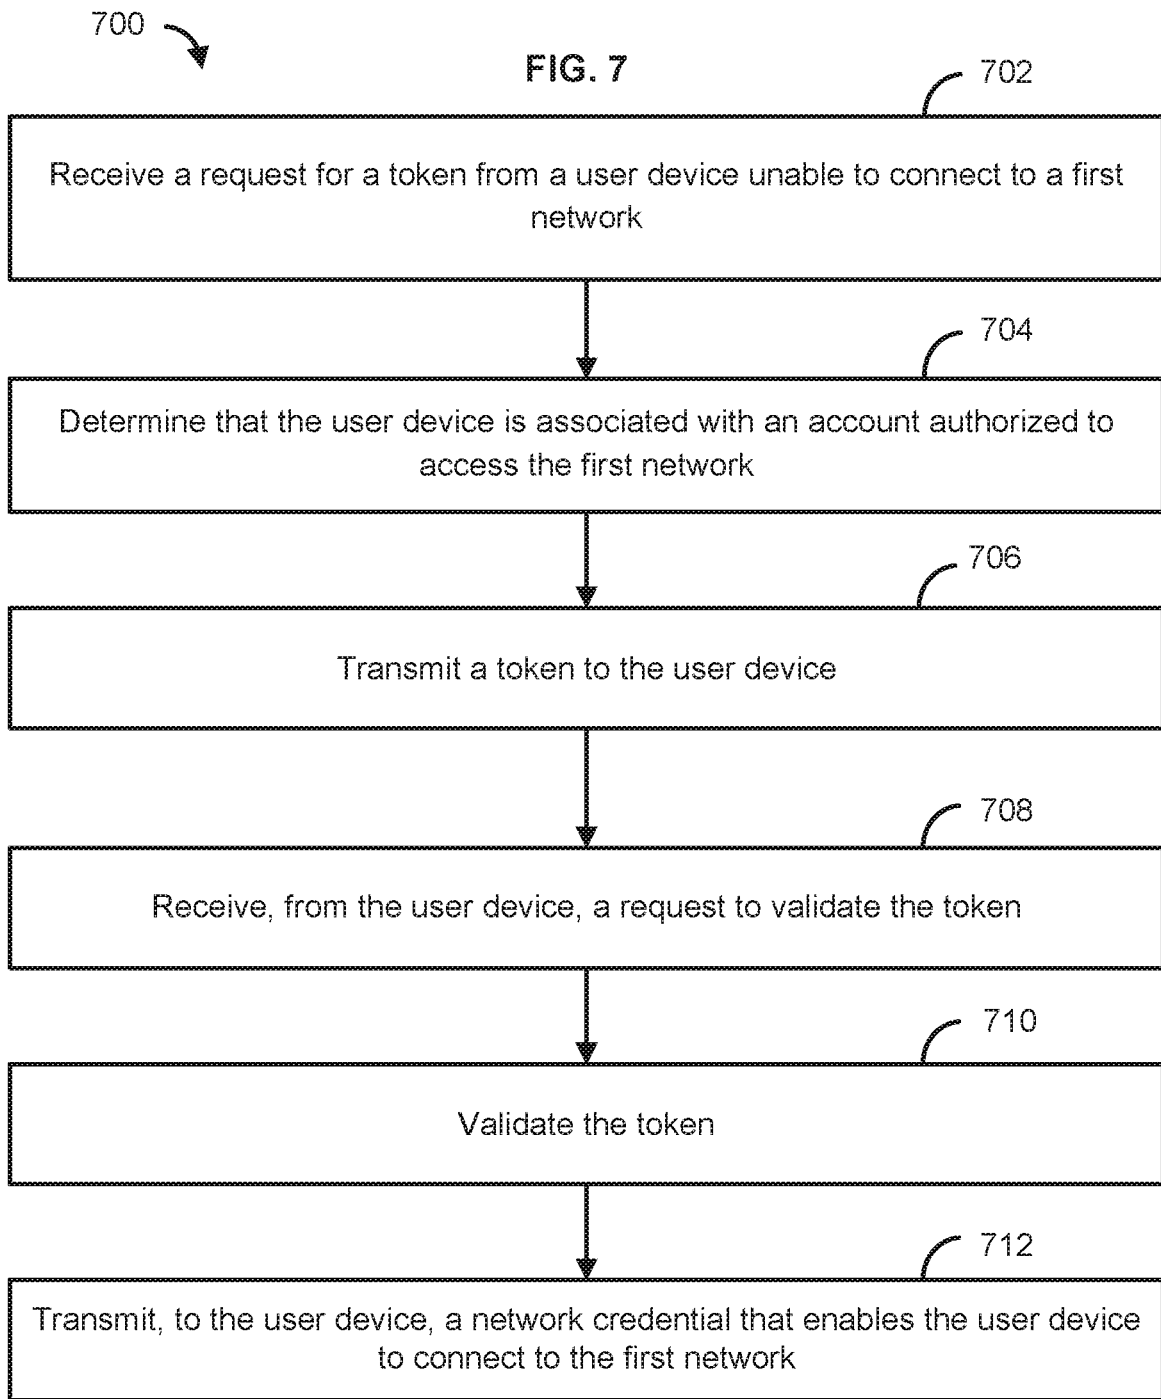 700
FIG. 7
702
Receive a request for a token from a user device unable to connect to a first
network
704
Determine that the user device is associated with an account authorized to
access the first network
706
Transmit a token to the user device
708
Receive, from the user device, a request to validate the token
710
Validate the token
712
Transmit, to the user device, a network credential that enables the user device
to connect to the first network